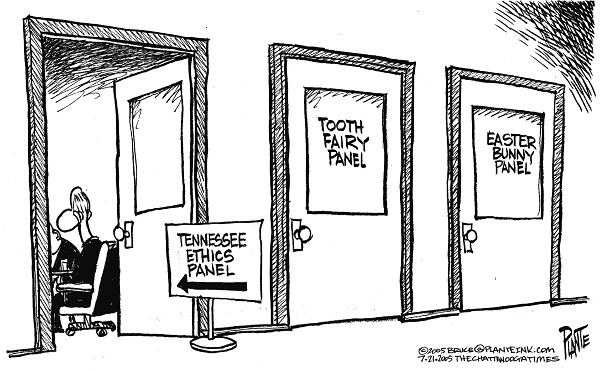 TENNESSEE
ETHICS
PANEL
TOOTH
FAIRY
PANEL
EASTER
BUNNY
PANEL
PLANTE
©2005 BRUCE@PLANTEINK.COM
7-21-2005 THECHATTANOOGATIMES